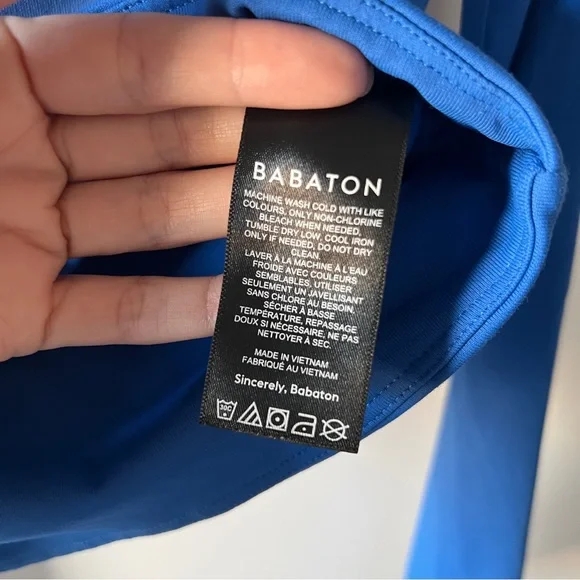 BABATON
MACHINE WASH COLD WITH LIKE
COLOURS, ONLY NON-CHLORINE
BLEACH WHEN NEEDED,
TUMBLE DRY LOW, COOL IRON
ONLY IF NEEDED, DO NOT DRY
CLEAN.
LAVER À LA MACHINE À L'EAU
FROIDE AVEC COULEURS
SEMBLABLES, UTILISER
SEULEMENT UN JAVELLISANT
SANS CHLORE AU BESOIN.
SÉCHER À BASSE
TEMPÉRATURE, REPASSAGE
DOUX SI NÉCESSAIRE, NE PAS
NETTOYER À SEC.
MADE IN VIETNAM
FABRIQUÉ AU VIETNAM
Sincerely, Babaton
30C